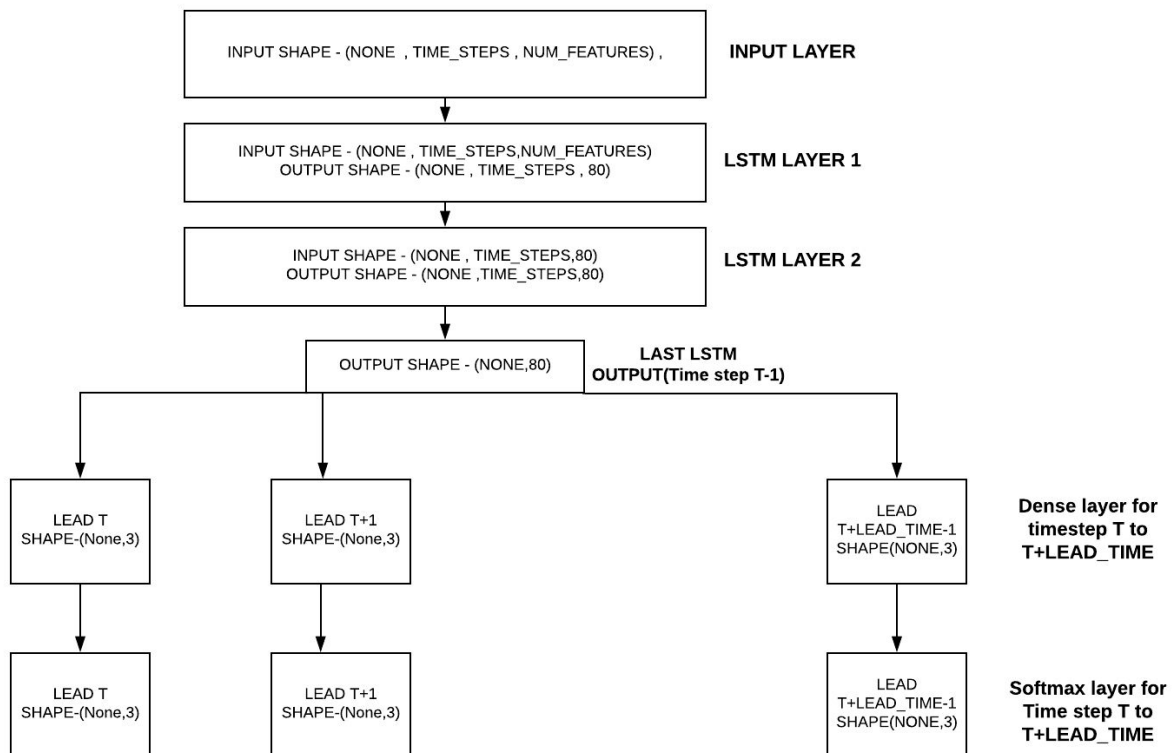 INPUT SHAPE - (NONE , TIME_STEPS , NUM_FEATURES) ,
INPUT LAYER
INPUT SHAPE - (NONE , TIME_STEPS,NUM_FEATURES)
OUTPUT SHAPE - (NONE , TIME_STEPS , 80)
LSTM LAYER 1
INPUT SHAPE - (NONE , TIME_STEPS,80)
OUTPUT SHAPE - (NONE ,TIME_STEPS,80)
LSTM LAYER 2
OUTPUT SHAPE - (NONE,80)
LAST LSTM
OUTPUT(Time step T-1)
LEAD T
SHAPE-(None,3)
LEAD T+1
SHAPE-(None,3)
LEAD
T+LEAD_TIME-1
SHAPE(NONE,3)
Dense layer for
timestep T to
T+LEAD_TIME
LEAD T
SHAPE-(None,3)
LEAD T+1
SHAPE-(None,3)
LEAD
T+LEAD_TIME-1
SHAPE(NONE,3)
Softmax layer for
Time step T to
T+LEAD_TIME